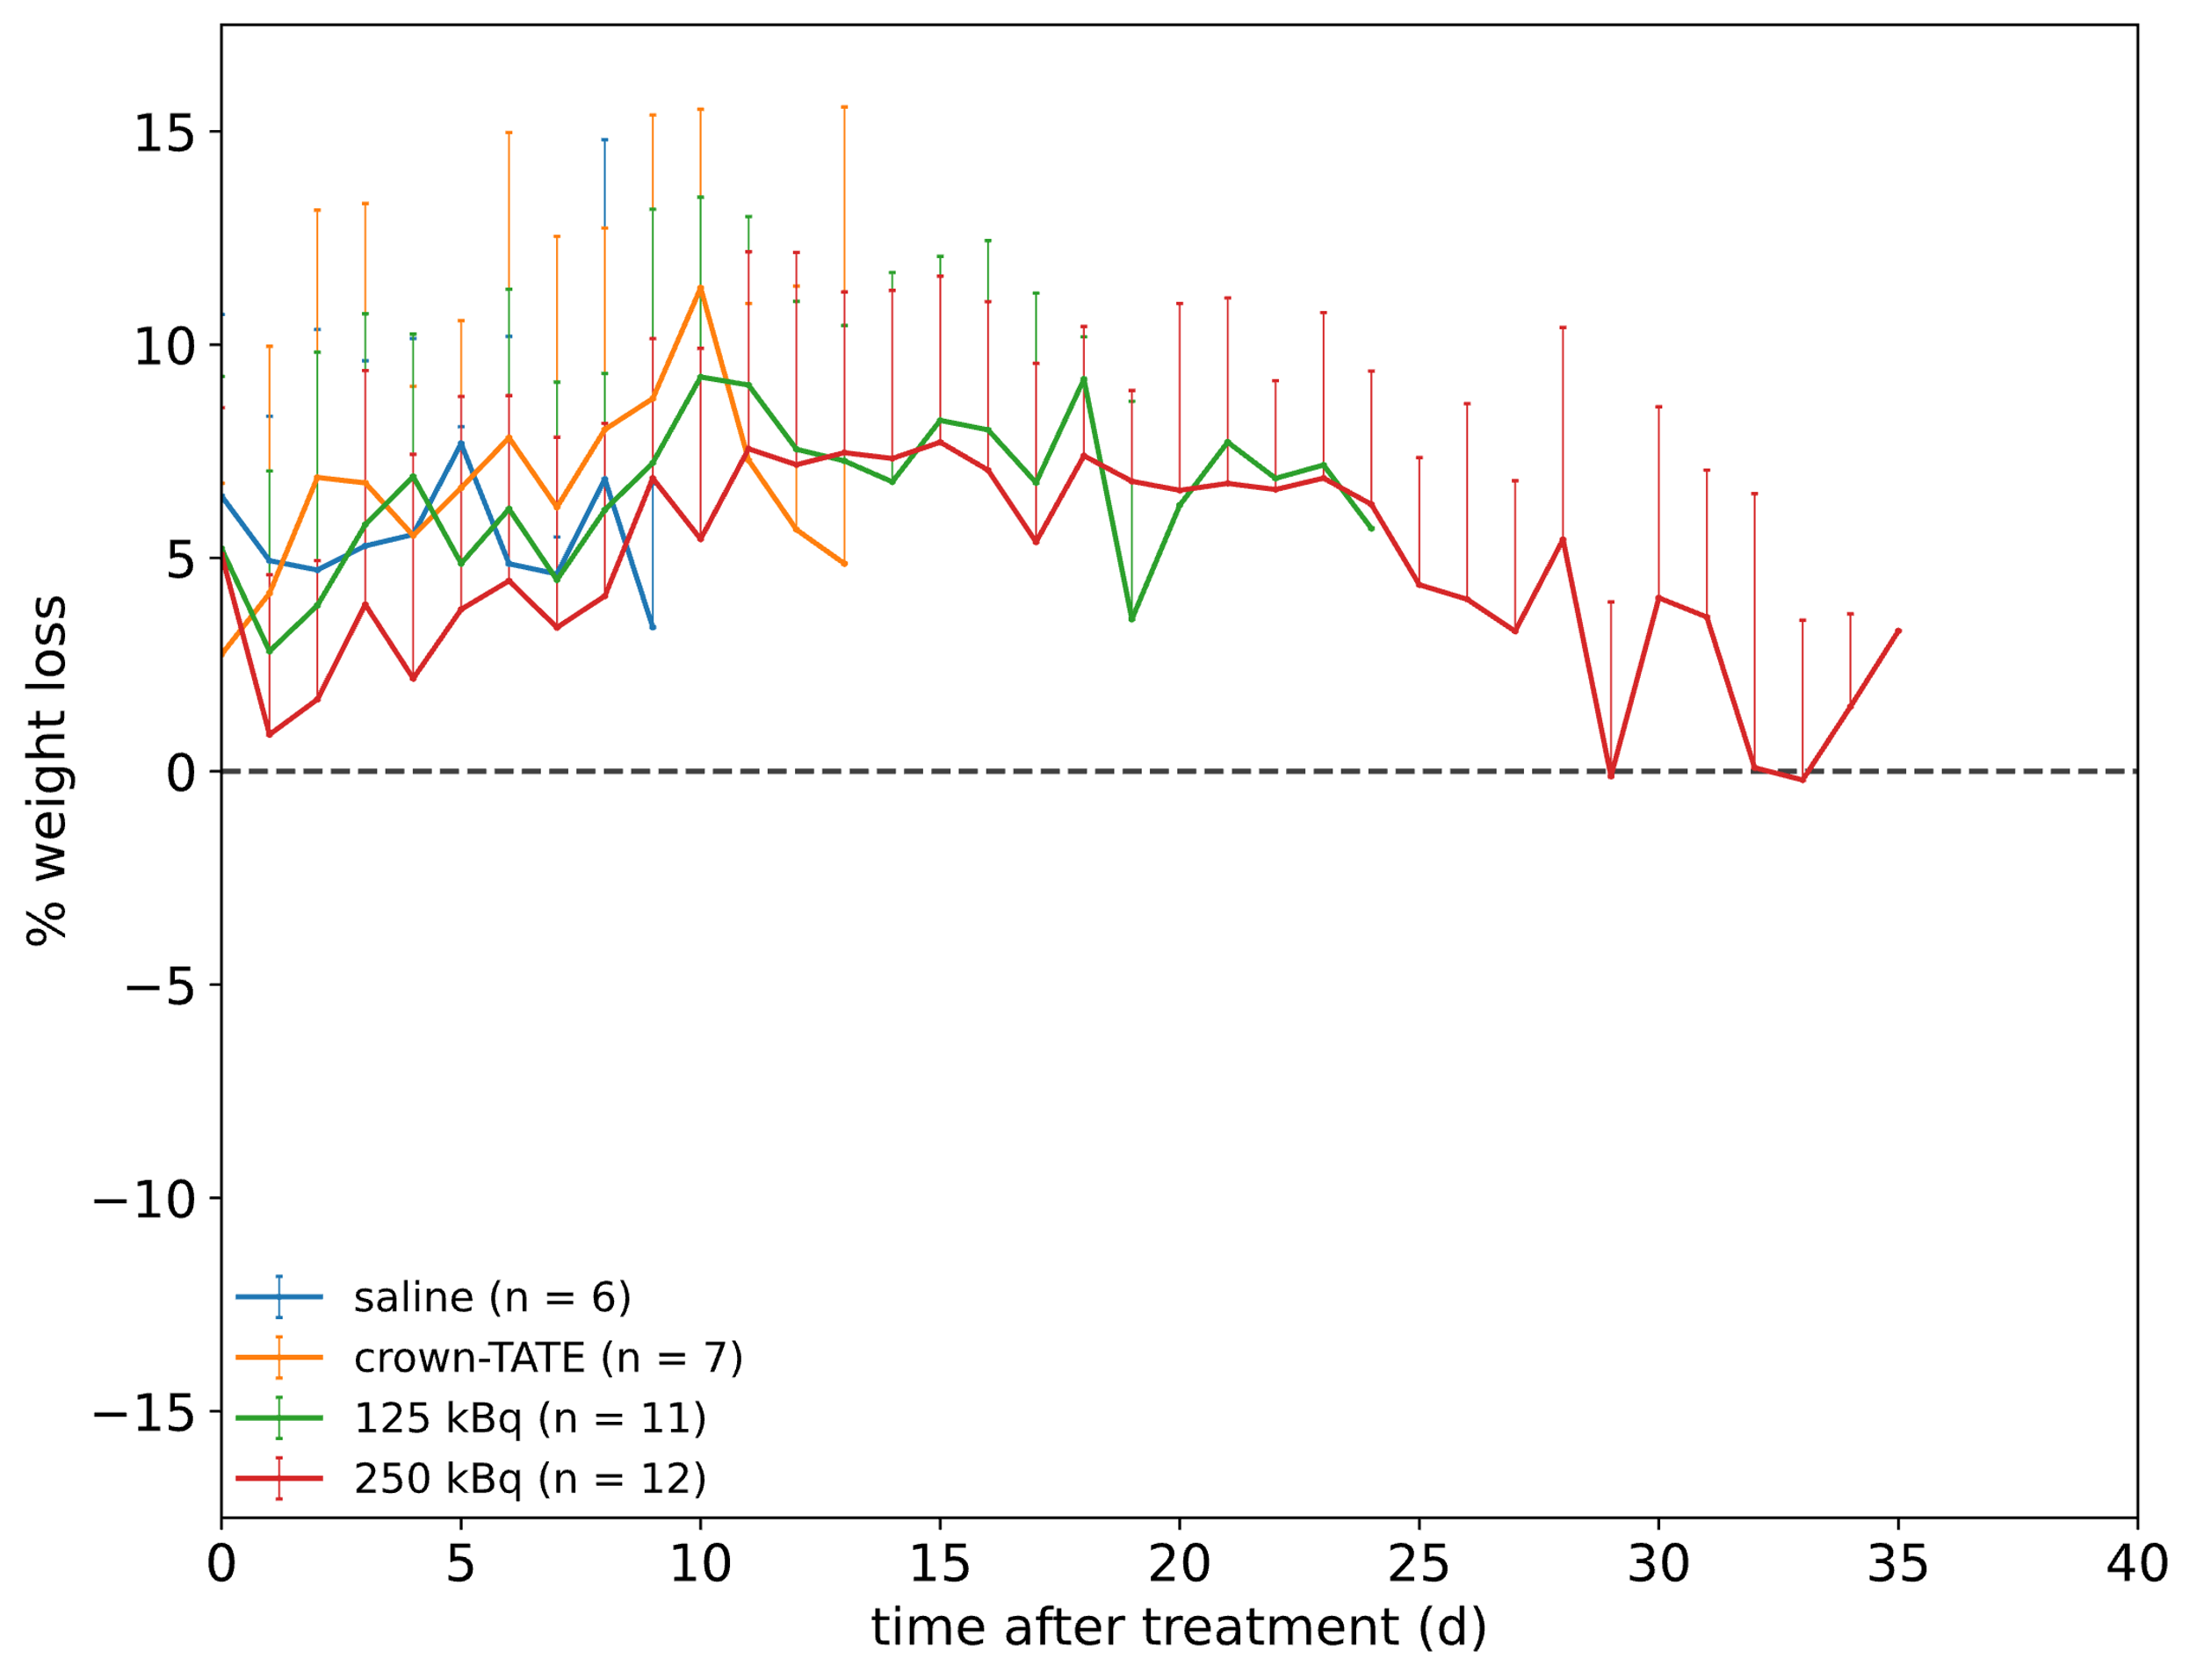 15
10
5
0
−5
−10
−15
% weight loss
saline (n = 6)
crown-TATE (n = 7)
125 kBq (n = 11)
250 kBq (n = 12)
0 5 10 15 20 25 30 35 40
time after treatment (d)